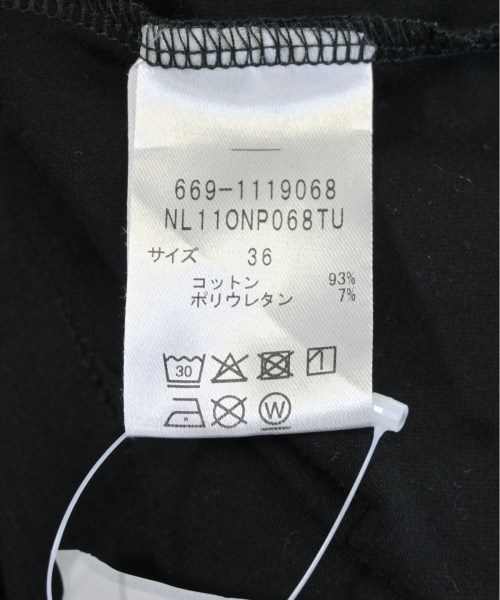 669-1119068
NL11ONP068TU
サイズ 36
コットン 93%
ポリウレタン 7%
30 1
W